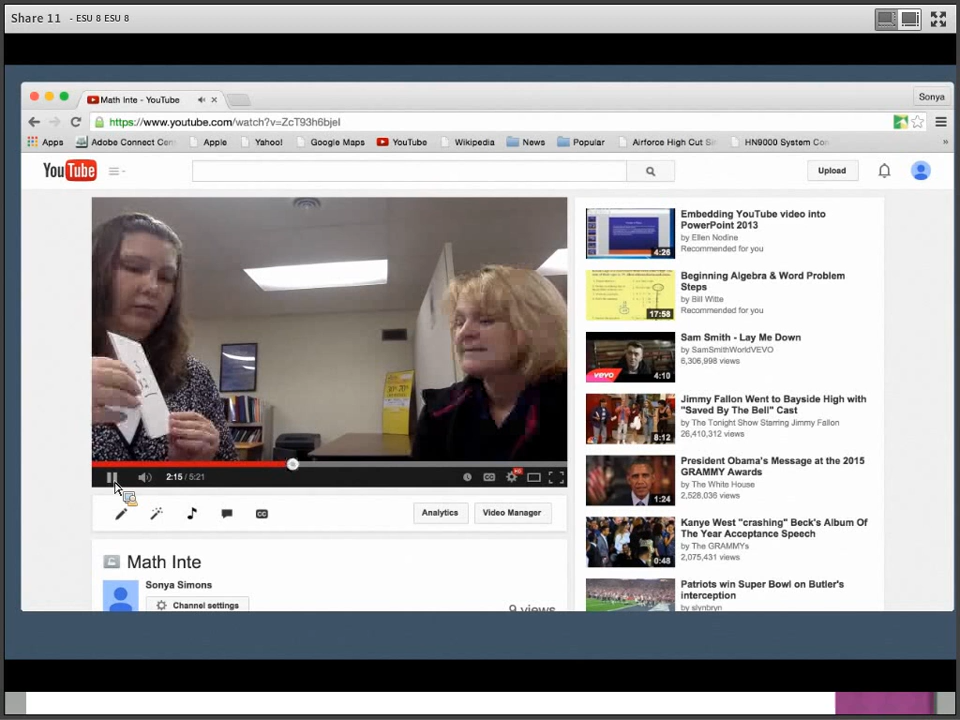 Share 11 - ESU 8 ESU 8
Math Inte - YouTube
Sonya
https://www.youtube.com/watch?v=ZcT93h6bjeI
Apps
Adobe Connect Cen
Apple
Yahoo!
Google Maps
YouTube
Wikipedia
News
Popular
Airforce High Cut Si
HN9000 System Co
»
YouTube
Upload
Embedding YouTube video into
PowerPoint 2013
by Ellen Nodine
Recommended for you
4:26
Beginning Algebra & Word Problem
Steps
by Bill Witte
Recommended for you
17:58
Sam Smith - Lay Me Down
by SamSmithWorldVEVO
6,306,998 views
vevo
4:10
Jimmy Fallon Went to Bayside High with
"Saved By The Bell" Cast
by The Tonight Show Starring Jimmy Fallon
26,410,312 views
8:12
President Obama's Message at the 2015
GRAMMY Awards
by The White House
2,528,036 views
1:24
Kanye West "crashing" Beck's Album Of
The Year Acceptance Speech
by The GRAMMYs
2,075,431 views
0:48
Patriots win Super Bowl on Butler's
interception
by slynbryn
2:15 / 5:21
CC
HD
CC
Analytics
Video Manager
Math Inte
Sonya Simons
Channel settings
9 views